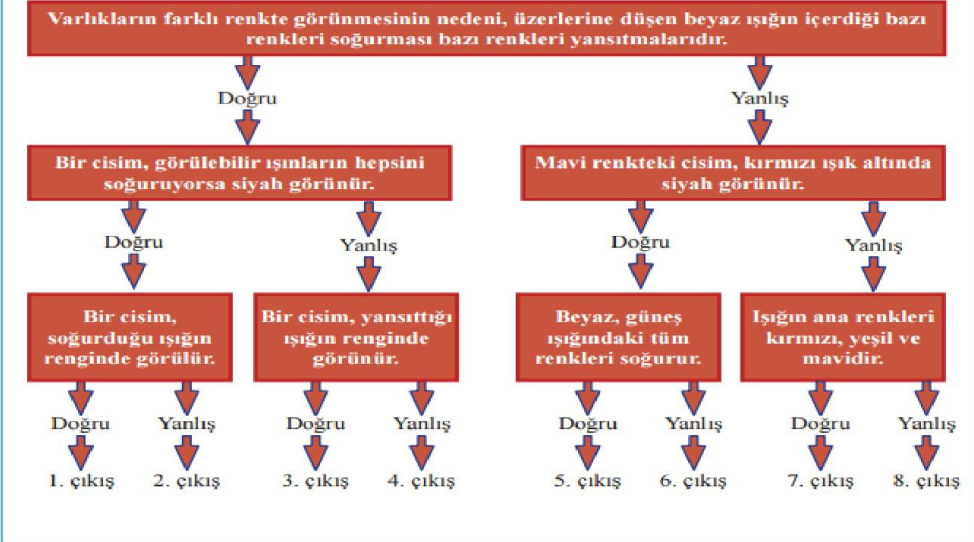 Varlıkların farklı renkte görünmesinin nedeni, üzerlerine düşen beyaz ışığın içerdiği bazı
renkleri soğurması bazı renkleri yansıtmalarıdır.
Doğru
Yanlış
Bir cisim, görülebilir ışınların hepsini
soğuruyorsa siyah görünür.
Mavi renkteki cisim, kırmızı ışık altında
siyah görünür.
Doğru
Yanlış
Doğru
Yanlış
Bir cisim,
soğurduğu ışığın
renginde görülür.
Bir cisim, yansıttığı
ışığın renginde
görünür.
Beyaz, güneş
ışığındaki tüm
renkleri soğurur.
Işığın ana renkleri
kırmızı, yeşil ve
mavidir.
Doğru
Yanlış
Doğru
Yanlış
Doğru
Yanlış
Doğru
Yanlış
1. çıkış
2. çıkış
3. çıkış
4. çıkış
5. çıkış
6. çıkış
7. çıkış
8. çıkış